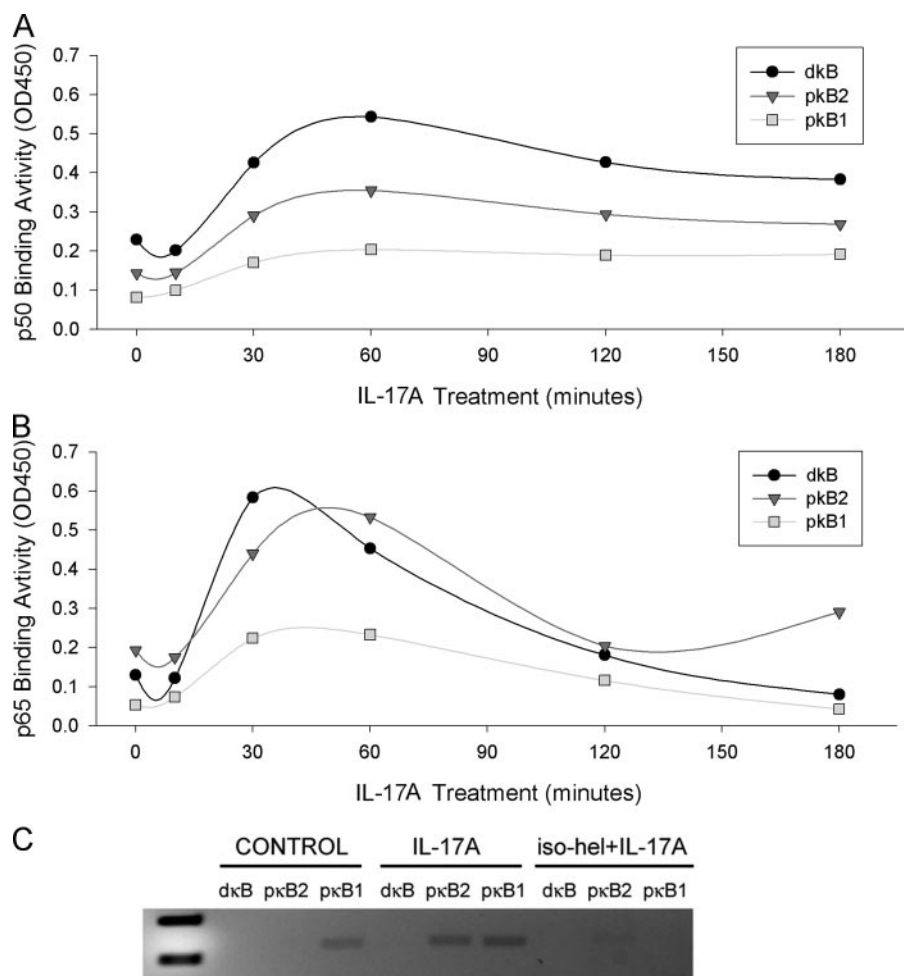 A
p50 Binding Avtivity (OD450)
0.7
0.6
0.5
0.4
0.3
0.2
0.1
0.0
dkB
pkB2
pkB1
0 30 60 90 120 150 180
IL-17A Treatment (minutes)
B
p65 Binding Avtivity (OD450)
0.7
0.6
0.5
0.4
0.3
0.2
0.1
0.0
dkB
pkB2
pkB1
0 30 60 90 120 150 180
IL-17A Treatment (minutes)
C
CONTROL IL-17A iso-hel+IL-17A
dκB pκB2 pκB1 dκB pκB2 pκB1 dκB pκB2 pκB1